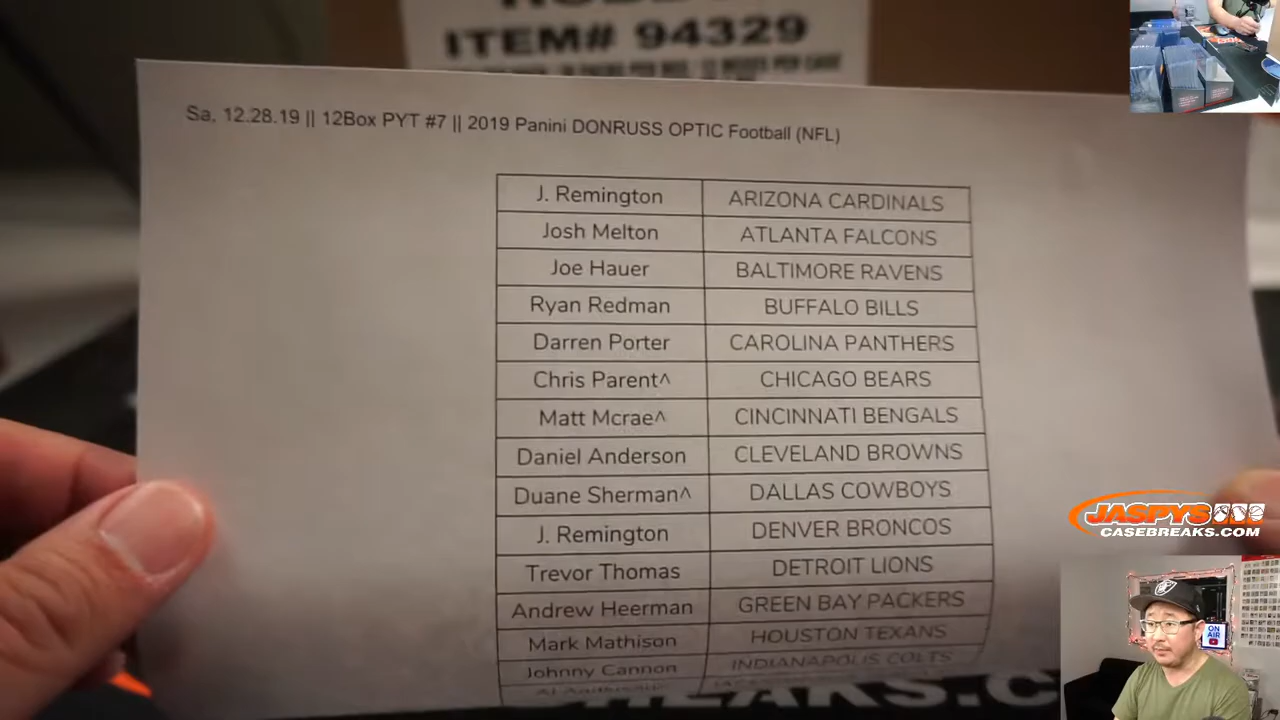 ITEM# 94329
Sa, 12.28.19 || 12Box PYT #7 || 2019 Panini DONRUSS OPTIC Football (NFL)
J. Remington ARIZONA CARDINALS
Josh Melton ATLANTA FALCONS
Joe Hauer BALTIMORE RAVENS
Ryan Redman BUFFALO BILLS
Darren Porter CAROLINA PANTHERS
Chris Parent^ CHICAGO BEARS
Matt Mcrae^ CINCINNATI BENGALS
Daniel Anderson CLEVELAND BROWNS
Duane Sherman^ DALLAS COWBOYS
J. Remington DENVER BRONCOS
Trevor Thomas DETROIT LIONS
Andrew Heerman GREEN BAY PACKERS
Mark Mathison HOUSTON TEXANS
Johnny Cannon INDIANAPOLIS COLTS
JASPYS
CASEBREAKS.COM
ON
AIR